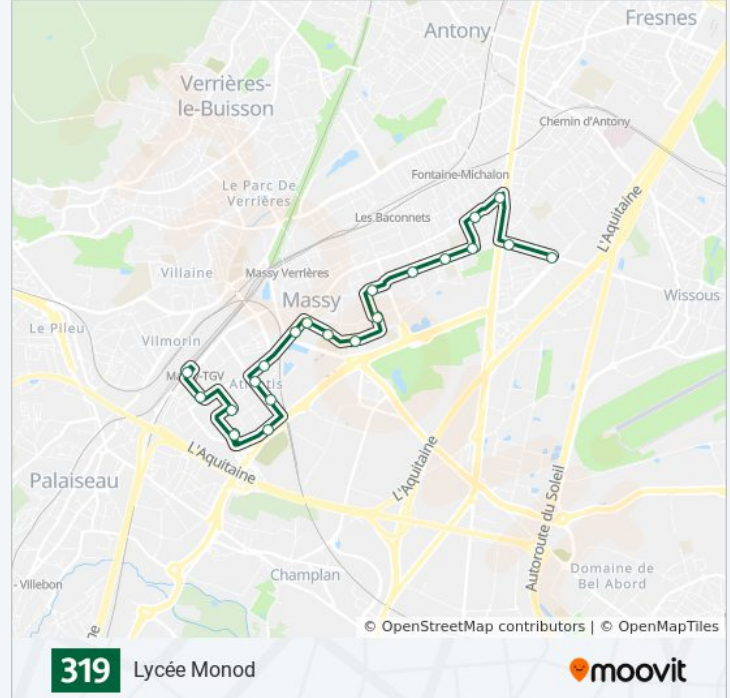 Fresnes
Antony
Verrières-
le-Buisson
Chemin d'Antony
Fontaine-Michalon
Le Parc De
Verrières
Les Baconnets
L'Aquitaine
Massy Verrières
Villaine
Massy
Wissous
Le Pileu
Vilmorin
-TGV
Atlantis
L'Aquitaine
L'Aquitaine
Palaiseau
Autoroute du Soleil
Domaine de
Bel Abord
Champlan
- Villebon
ne
© OpenStreetMap contributors | © OpenMapTiles
319 Lycée Monod
moovit